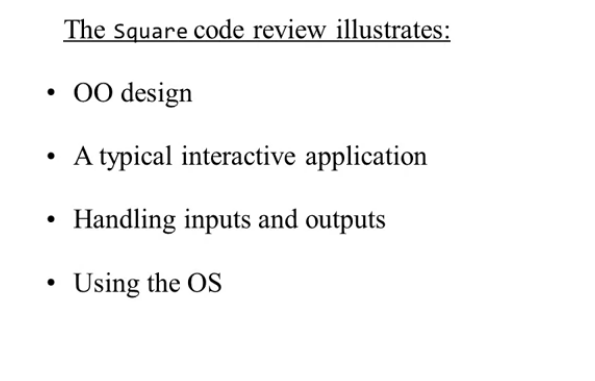 The Square code review illustrates:
• OO design
• A typical interactive application
• Handling inputs and outputs
• Using the OS